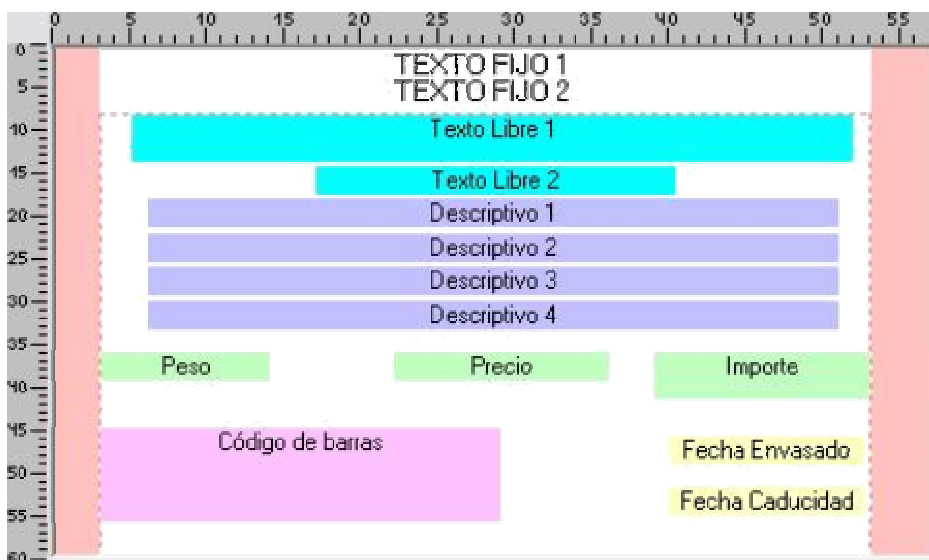 0 5 10 15 20 25 30 35 40 45 50 55
0
5
10
15
20
25
30
35
40
45
50
55
60
TEXTO FIJO 1
TEXTO FIJO 2
Texto Libre 1
Texto Libre 2
Descriptivo 1
Descriptivo 2
Descriptivo 3
Descriptivo 4
Peso Precio Importe
Código de barras
Fecha Envasado
Fecha Caducidad